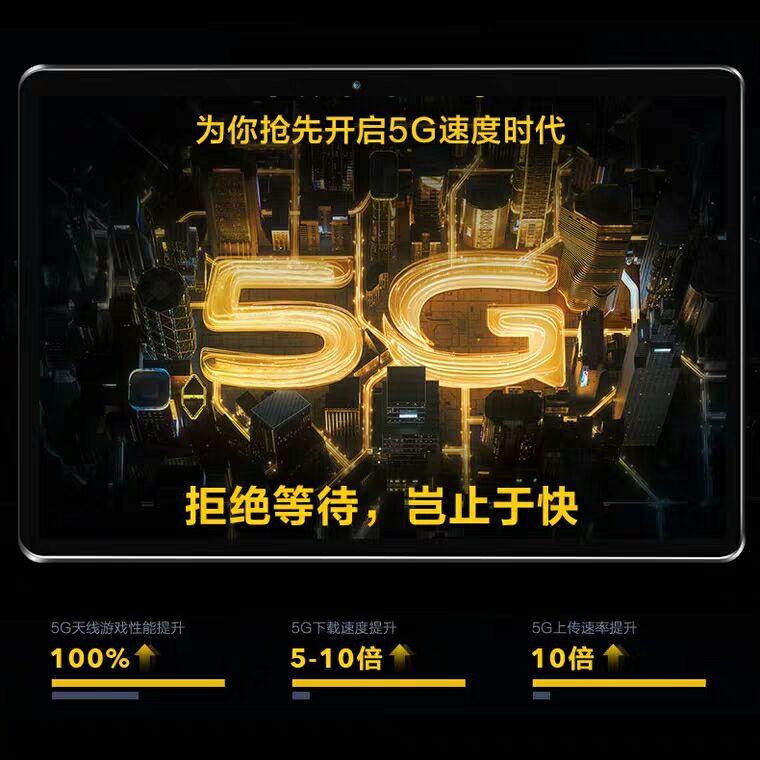 为你抢先开启5G速度时代
5G
拒绝等待，岂止于快
5G天线游戏性能提升
100%
5G下载速度提升
5-10倍
5G上传速率提升
10倍